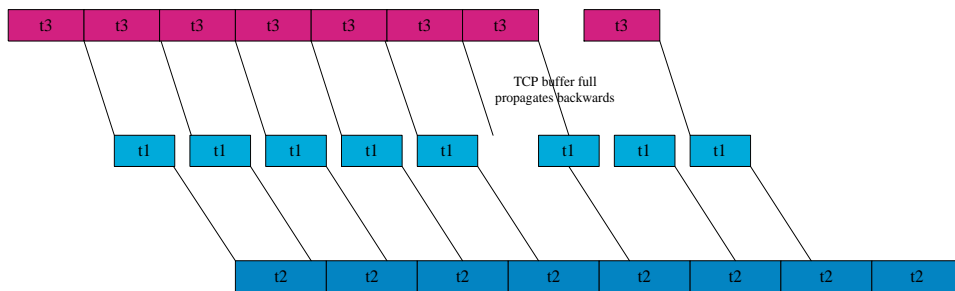 t3 t3 t3 t3 t3 t3 t3 t3
TCP buffer full
propagates backwards
t1 t1 t1 t1 t1 t1 t1 t1
t2 t2 t2 t2 t2 t2 t2 t2